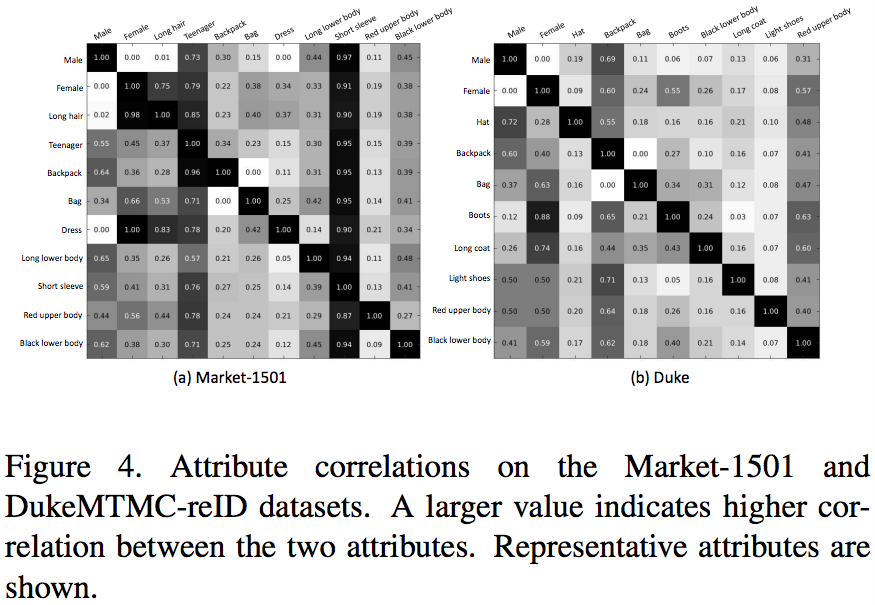 Male Female Long hair Teenager Backpack Bag Dress Long lower body Short sleeve Red upper body Black lower body
Male 1.00 0.00 0.01 0.73 0.30 0.15 0.00 0.44 0.97 0.11 0.45
Female 0.00 1.00 0.75 0.79 0.22 0.38 0.34 0.33 0.91 0.19 0.38
Long hair 0.02 0.98 1.00 0.85 0.23 0.40 0.37 0.31 0.90 0.19 0.38
Teenager 0.55 0.45 0.37 1.00 0.34 0.23 0.15 0.30 0.95 0.15 0.39
Backpack 0.64 0.36 0.28 0.96 1.00 0.00 0.11 0.31 0.95 0.13 0.39
Bag 0.34 0.66 0.53 0.71 0.00 1.00 0.25 0.42 0.95 0.14 0.41
Dress 0.00 1.00 0.83 0.78 0.20 0.42 1.00 0.14 0.90 0.21 0.34
Long lower body 0.65 0.35 0.26 0.57 0.21 0.26 0.05 1.00 0.94 0.11 0.48
Short sleeve 0.59 0.41 0.31 0.76 0.27 0.25 0.14 0.39 1.00 0.13 0.41
Red upper body 0.44 0.56 0.44 0.78 0.24 0.24 0.21 0.29 0.87 1.00 0.27
Black lower body 0.62 0.38 0.30 0.71 0.25 0.24 0.12 0.45 0.94 0.09 1.00
(a) Market-1501
Male Female Hat Backpack Bag Boots Black lower body Long coat Light shoes Red upper body
Male 1.00 0.00 0.19 0.69 0.11 0.06 0.07 0.13 0.06 0.31
Female 0.00 1.00 0.09 0.60 0.24 0.55 0.26 0.17 0.08 0.57
Hat 0.72 0.28 1.00 0.55 0.18 0.16 0.16 0.21 0.10 0.48
Backpack 0.60 0.40 0.13 1.00 0.00 0.27 0.10 0.16 0.07 0.41
Bag 0.37 0.63 0.16 0.00 1.00 0.34 0.31 0.12 0.08 0.47
Boots 0.12 0.88 0.09 0.65 0.21 1.00 0.24 0.03 0.07 0.63
Long coat 0.26 0.74 0.16 0.44 0.35 0.43 1.00 0.16 0.07 0.60
Light shoes 0.50 0.50 0.21 0.71 0.13 0.05 0.16 1.00 0.08 0.41
Red upper body 0.50 0.50 0.20 0.64 0.18 0.26 0.16 0.16 1.00 0.40
Black lower body 0.41 0.59 0.17 0.62 0.18 0.40 0.21 0.14 0.07 1.00
(b) Duke
Figure 4. Attribute correlations on the Market-1501 and
DukeMTMC-reID datasets. A larger value indicates higher cor-
relation between the two attributes. Representative attributes are
shown.